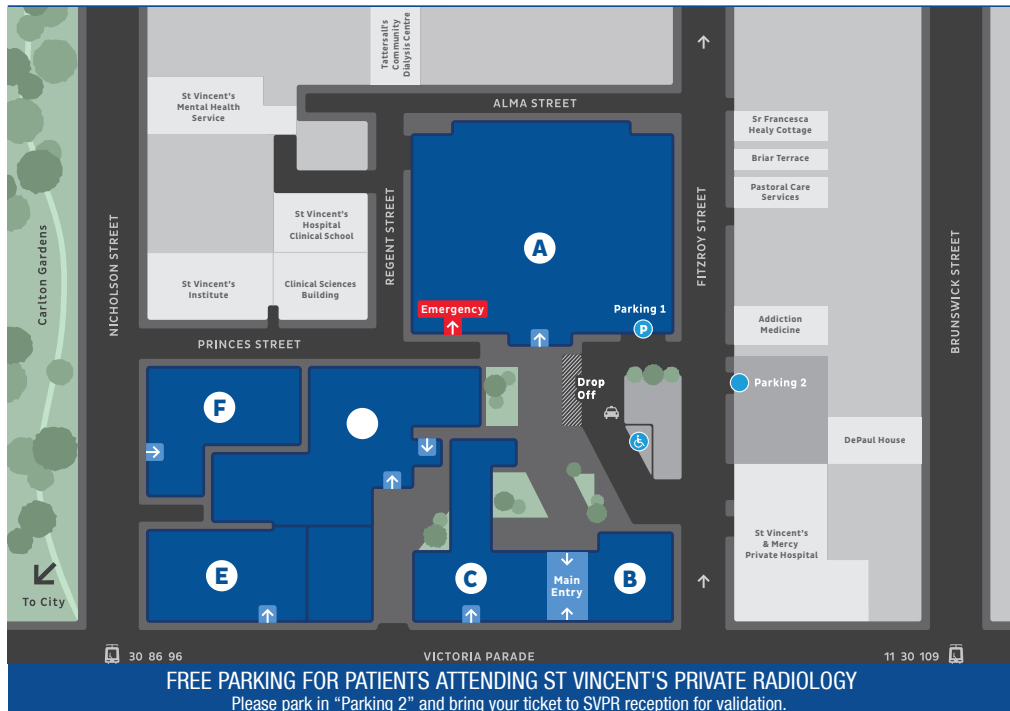 Tattersall's
Community
Dialysis Centre
St Vincent's
Mental Health
Service
ALMA STREET
Sr Francesca
Healy Cottage
Briar Terrace
Pastoral Care
Services
St Vincent's
Hospital
Clinical School
St Vincent's
Institute
Clinical Sciences
Building
Carlton Gardens
NICHOLSON STREET
REGENT STREET
A
FITZROY STREET
BRUNSWICK STREET
Emergency
Parking 1
P
Addiction
Medicine
PRINCES STREET
Drop
Off
Parking 2
F
DePaul House
St Vincent's
& Mercy
Private Hospital
E
C
Main
Entry
B
To City
30 86 96
VICTORIA PARADE
11 30 109
FREE PARKING FOR PATIENTS ATTENDING ST VINCENT'S PRIVATE RADIOLOGY
Please park in “Parking 2” and bring your ticket to SVPR reception for validation.